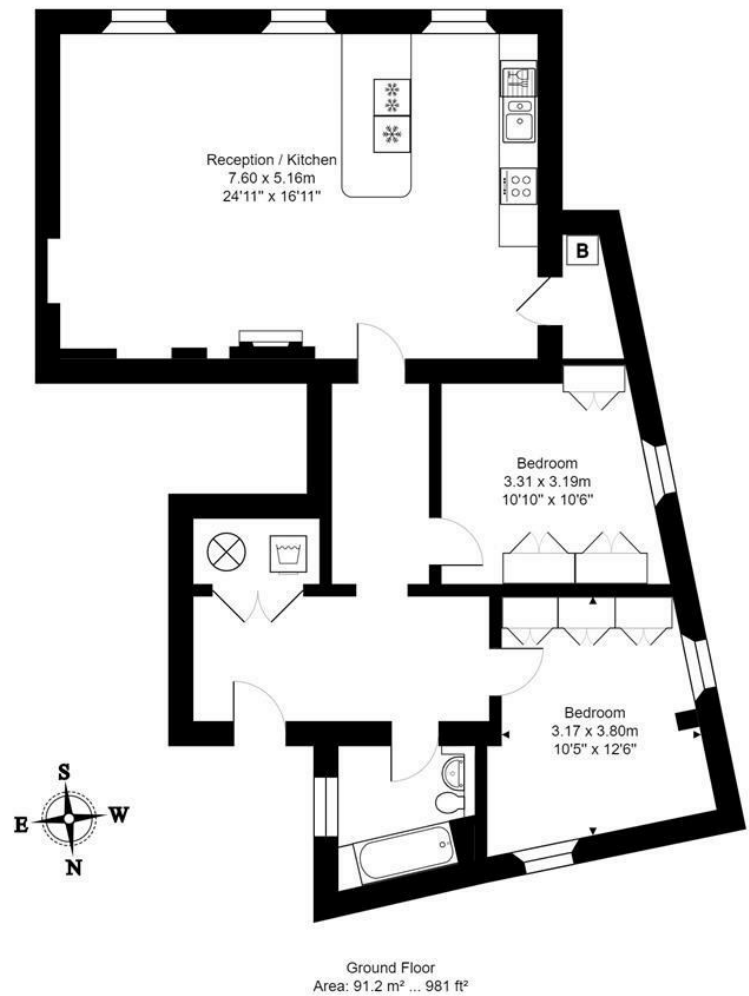 Reception / Kitchen
7.60 x 5.16m
24'11" x 16'11"
B
Bedroom
3.31 x 3.19m
10'10" x 10'6"
Bedroom
3.17 x 3.80m
10'5" x 12'6"
S
E
W
N
Ground Floor
Area: 91.2 m² ... 981 ft²